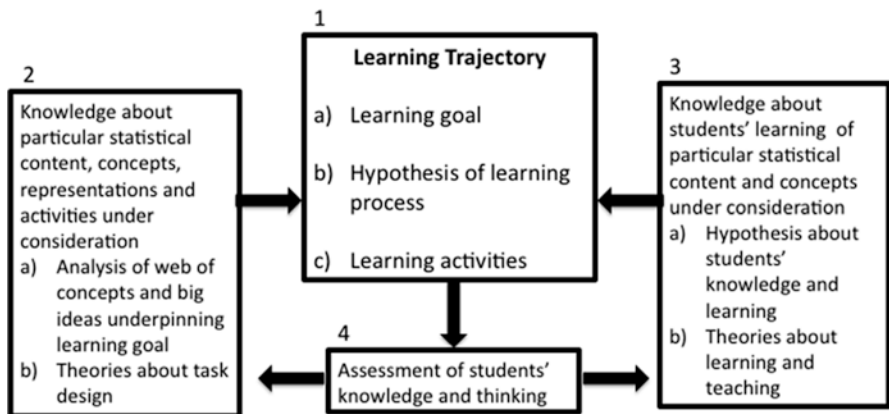 1
Learning Trajectory
a) Learning goal
b) Hypothesis of learning
process
c) Learning activities
2
Knowledge about
particular statistical
content, concepts,
representations and
activities under
consideration
a) Analysis of web of
concepts and big
ideas underpinning
learning goal
b) Theories about task
design
3
Knowledge about
students’ learning of
particular statistical
content and concepts
under consideration
a) Hypothesis about
students’
knowledge and
learning
b) Theories about
learning and
teaching
4
Assessment of students’
knowledge and thinking